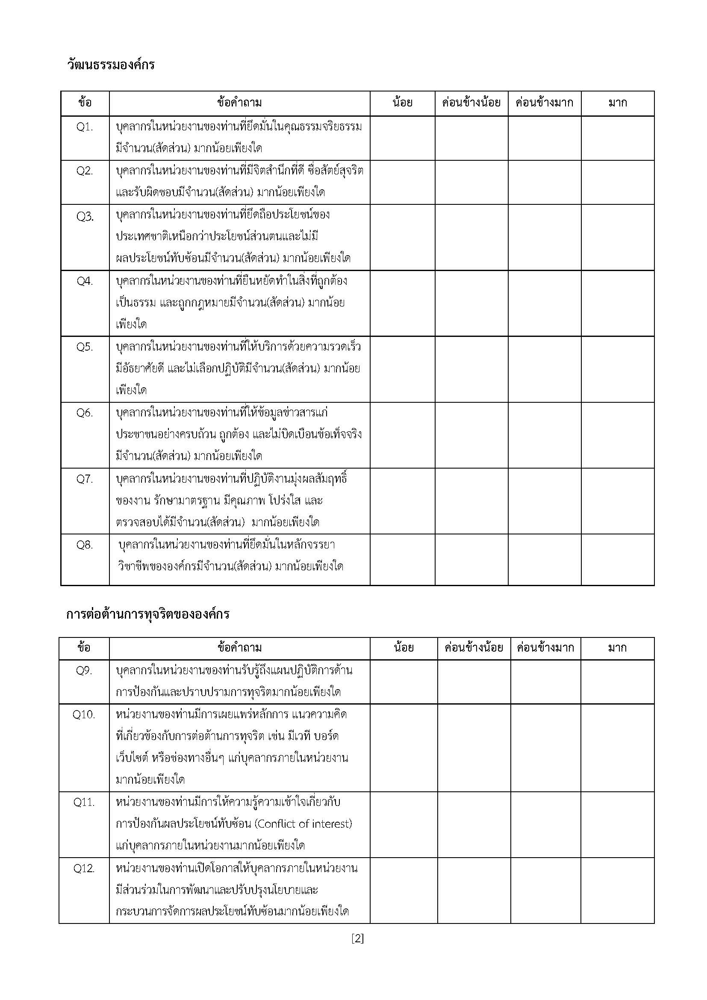 วัฒนธรรมองค์กร
ข้อ ข้อคำถาม น้อย ค่อนข้างน้อย ค่อนข้างมาก มาก
Q1. บุคลากรในหน่วยงานของท่านที่ยึดมั่นในคุณธรรมจริยธรรม
มีจำนวน(สัดส่วน) มากน้อยเพียงใด
Q2. บุคลากรในหน่วยงานของท่านที่มีจิตสำนึกที่ดี ซื่อสัตย์สุจริต
และรับผิดชอบมีจำนวน(สัดส่วน) มากน้อยเพียงใด
Q3. บุคลากรในหน่วยงานของท่านที่ยึดถือประโยชน์ของ
ประเทศชาติเหนือกว่าประโยชน์ส่วนตนและไม่มี
ผลประโยชน์ทับซ้อนมีจำนวน(สัดส่วน) มากน้อยเพียงใด
Q4. บุคลากรในหน่วยงานของท่านที่ยืนหยัดทำในสิ่งที่ถูกต้อง
เป็นธรรม และถูกกฎหมายมีจำนวน(สัดส่วน) มากน้อย
เพียงใด
Q5. บุคลากรในหน่วยงานของท่านที่ให้บริการด้วยความรวดเร็ว
มีอัธยาศัยดี และไม่เลือกปฏิบัติมีจำนวน(สัดส่วน) มากน้อย
เพียงใด
Q6. บุคลากรในหน่วยงานของท่านที่ให้ข้อมูลข่าวสารแก่
ประชาชนอย่างครบถ้วน ถูกต้อง และไม่บิดเบือนข้อเท็จจริง
มีจำนวน(สัดส่วน) มากน้อยเพียงใด
Q7. บุคลากรในหน่วยงานของท่านที่ปฏิบัติงานมุ่งผลสัมฤทธิ์
ของงาน รักษามาตรฐาน มีคุณภาพ โปร่งใส และ
ตรวจสอบได้มีจำนวน(สัดส่วน) มากน้อยเพียงใด
Q8. บุคลากรในหน่วยงานของท่านที่ยึดมั่นในหลักจรรยา
วิชาชีพขององค์กรมีจำนวน(สัดส่วน) มากน้อยเพียงใด
การต่อต้านการทุจริตขององค์กร
ข้อ ข้อคำถาม น้อย ค่อนข้างน้อย ค่อนข้างมาก มาก
Q9. บุคลากรในหน่วยงานของท่านรับรู้ถึงแผนปฏิบัติการด้าน
การป้องกันและปราบปรามการทุจริตมากน้อยเพียงใด
Q10. หน่วยงานของท่านมีการเผยแพร่หลักการ แนวความคิด
ที่เกี่ยวข้องกับการต่อต้านการทุจริต เช่น มีเวที บอร์ด
เว็บไซต์ หรือช่องทางอื่นๆ แก่บุคลากรภายในหน่วยงาน
มากน้อยเพียงใด
Q11. หน่วยงานของท่านมีการให้ความรู้ความเข้าใจเกี่ยวกับ
การป้องกันผลประโยชน์ทับซ้อน (Conflict of interest)
แก่บุคลากรภายในหน่วยงานมากน้อยเพียงใด
Q12. หน่วยงานของท่านเปิดโอกาสให้บุคลากรภายในหน่วยงาน
มีส่วนร่วมในการพัฒนาและปรับปรุงนโยบายและ
กระบวนการจัดการผลประโยชน์ทับซ้อนมากน้อยเพียงใด
[2]